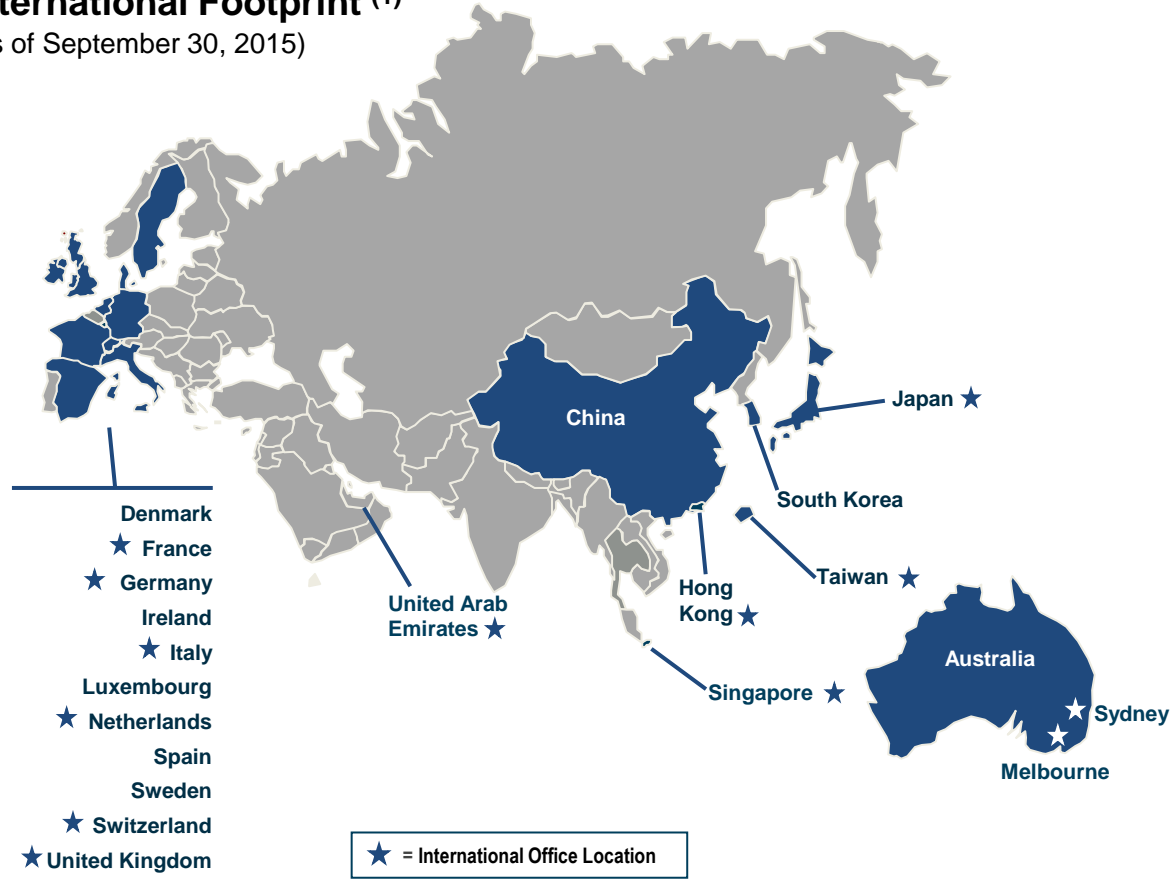 ternational Footprint (1)
s of September 30, 2015)
China
Japan
South Korea
Taiwan
Hong
Kong
United Arab
Emirates
Singapore
Australia
Sydney
Melbourne
Denmark
France
Germany
Ireland
Italy
Luxembourg
Netherlands
Spain
Sweden
Switzerland
United Kingdom
= International Office Location